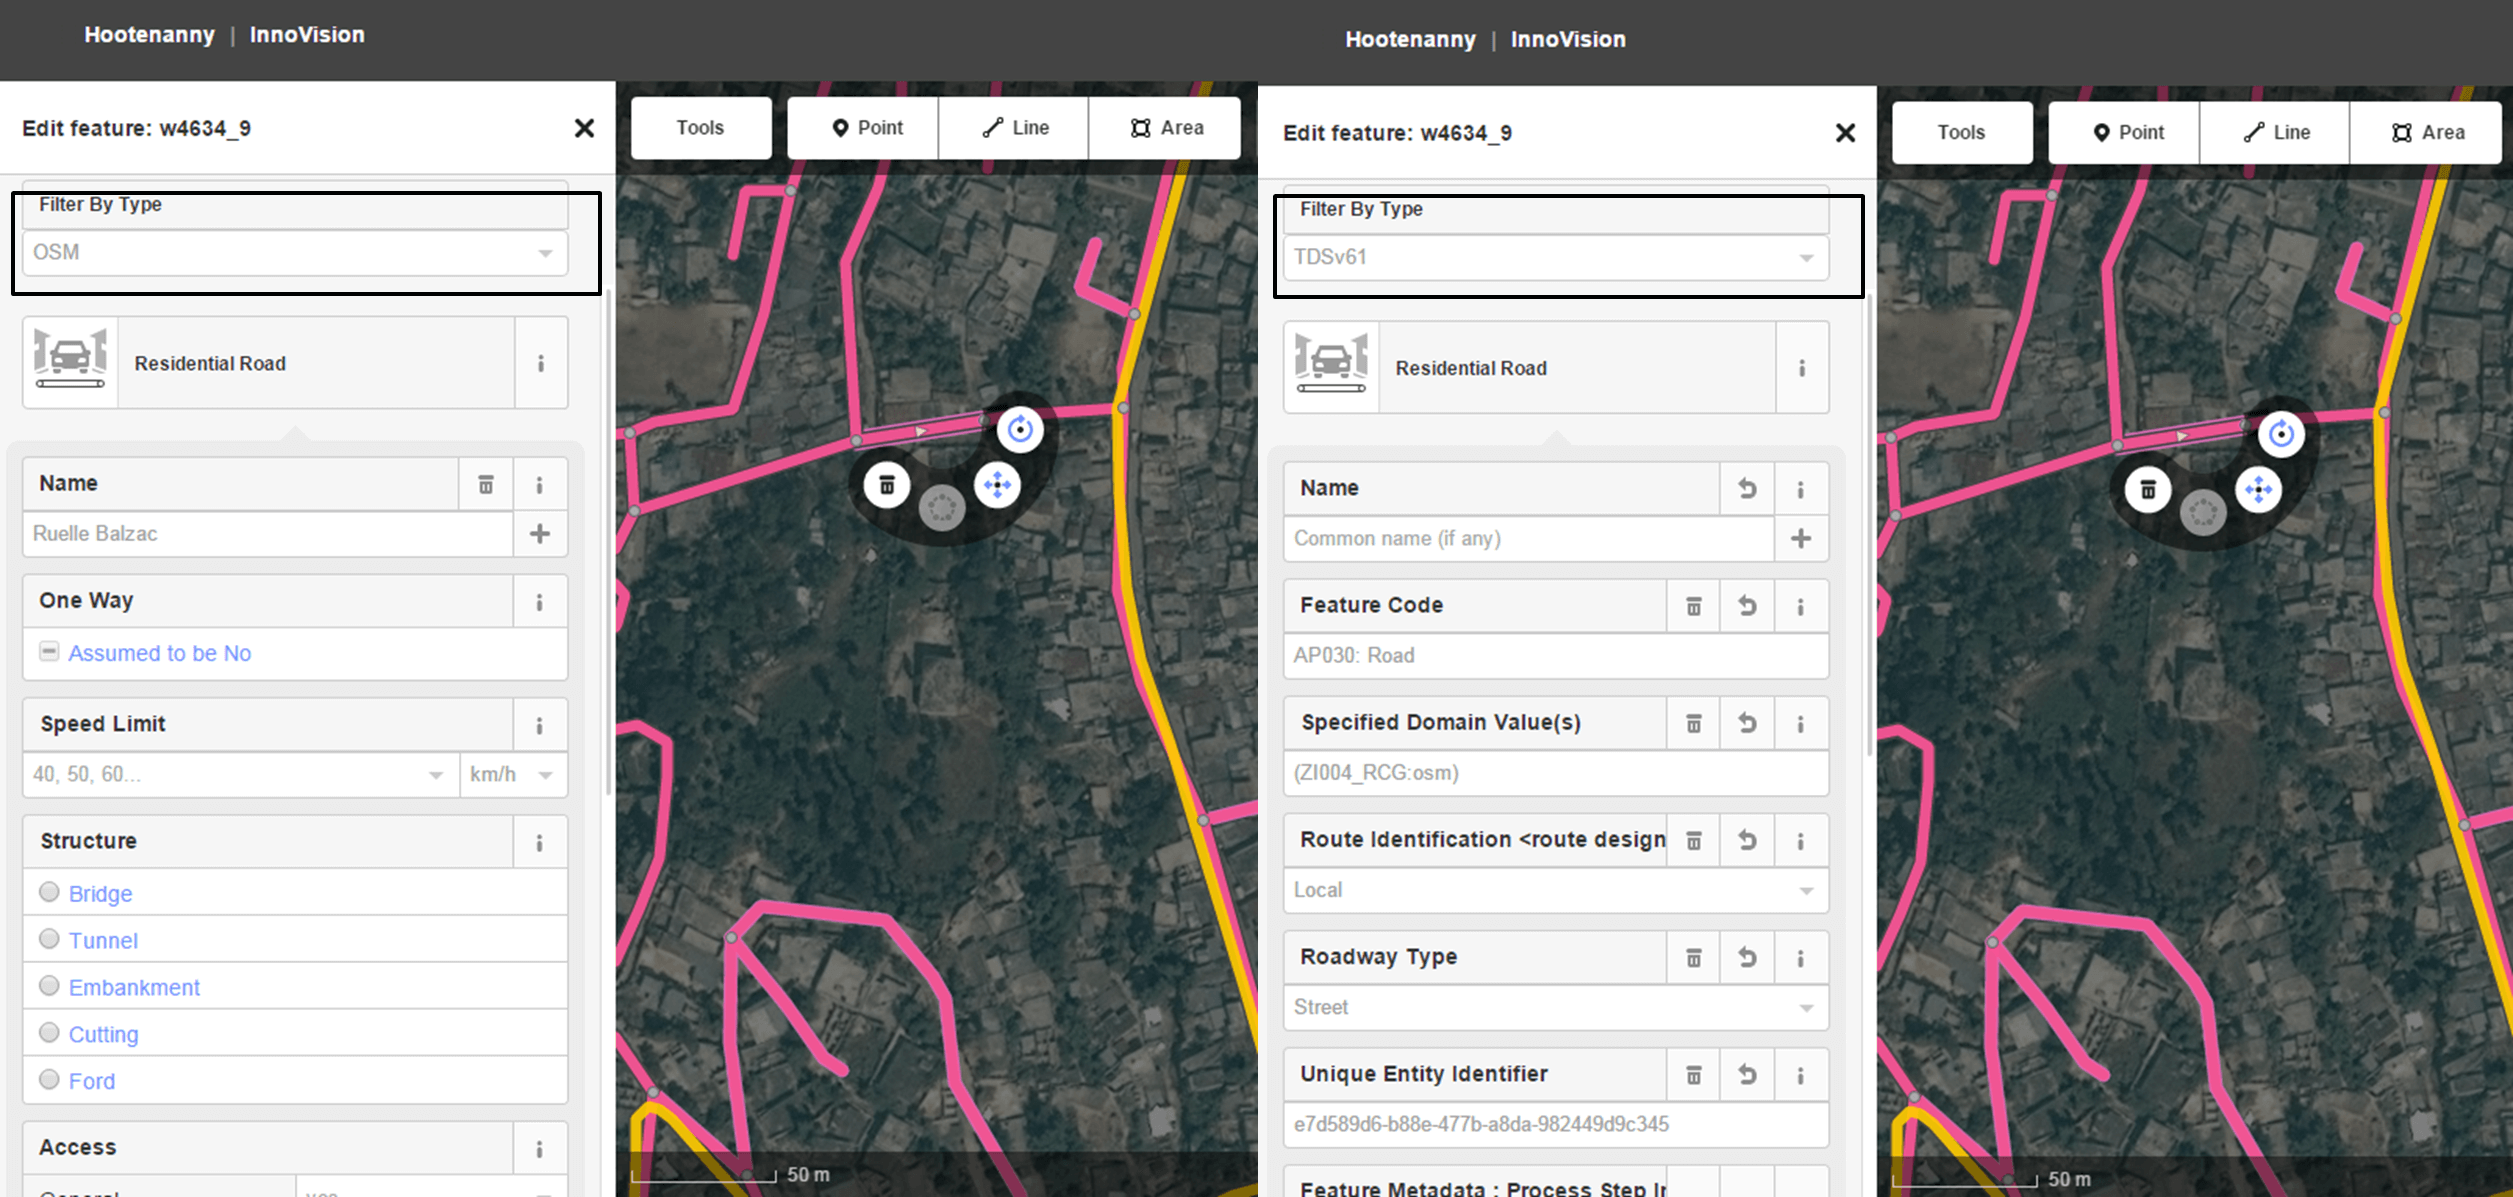 Hootenanny | InnoVision
Edit feature: w4634_9
Filter By Type
OSM
Residential Road
Name
Ruelle Balzac
One Way
Assumed to be No
Speed Limit
40, 50, 60...
km/h
Structure
Bridge
Tunnel
Embankment
Cutting
Ford
Access
General
yes
Tools
Point
Line
Area
50 m
Hootenanny | InnoVision
Edit feature: w4634_9
Filter By Type
TDSv61
Residential Road
Name
Common name (if any)
Feature Code
AP030: Road
Specified Domain Value(s)
(ZI004_RCG:osm)
Route Identification <route design
Local
Roadway Type
Street
Unique Entity Identifier
e7d589d6-b88e-477b-a8da-982449d9c345
Feature Metadata : Process Step Ir
Tools
Point
Line
Area
50 m